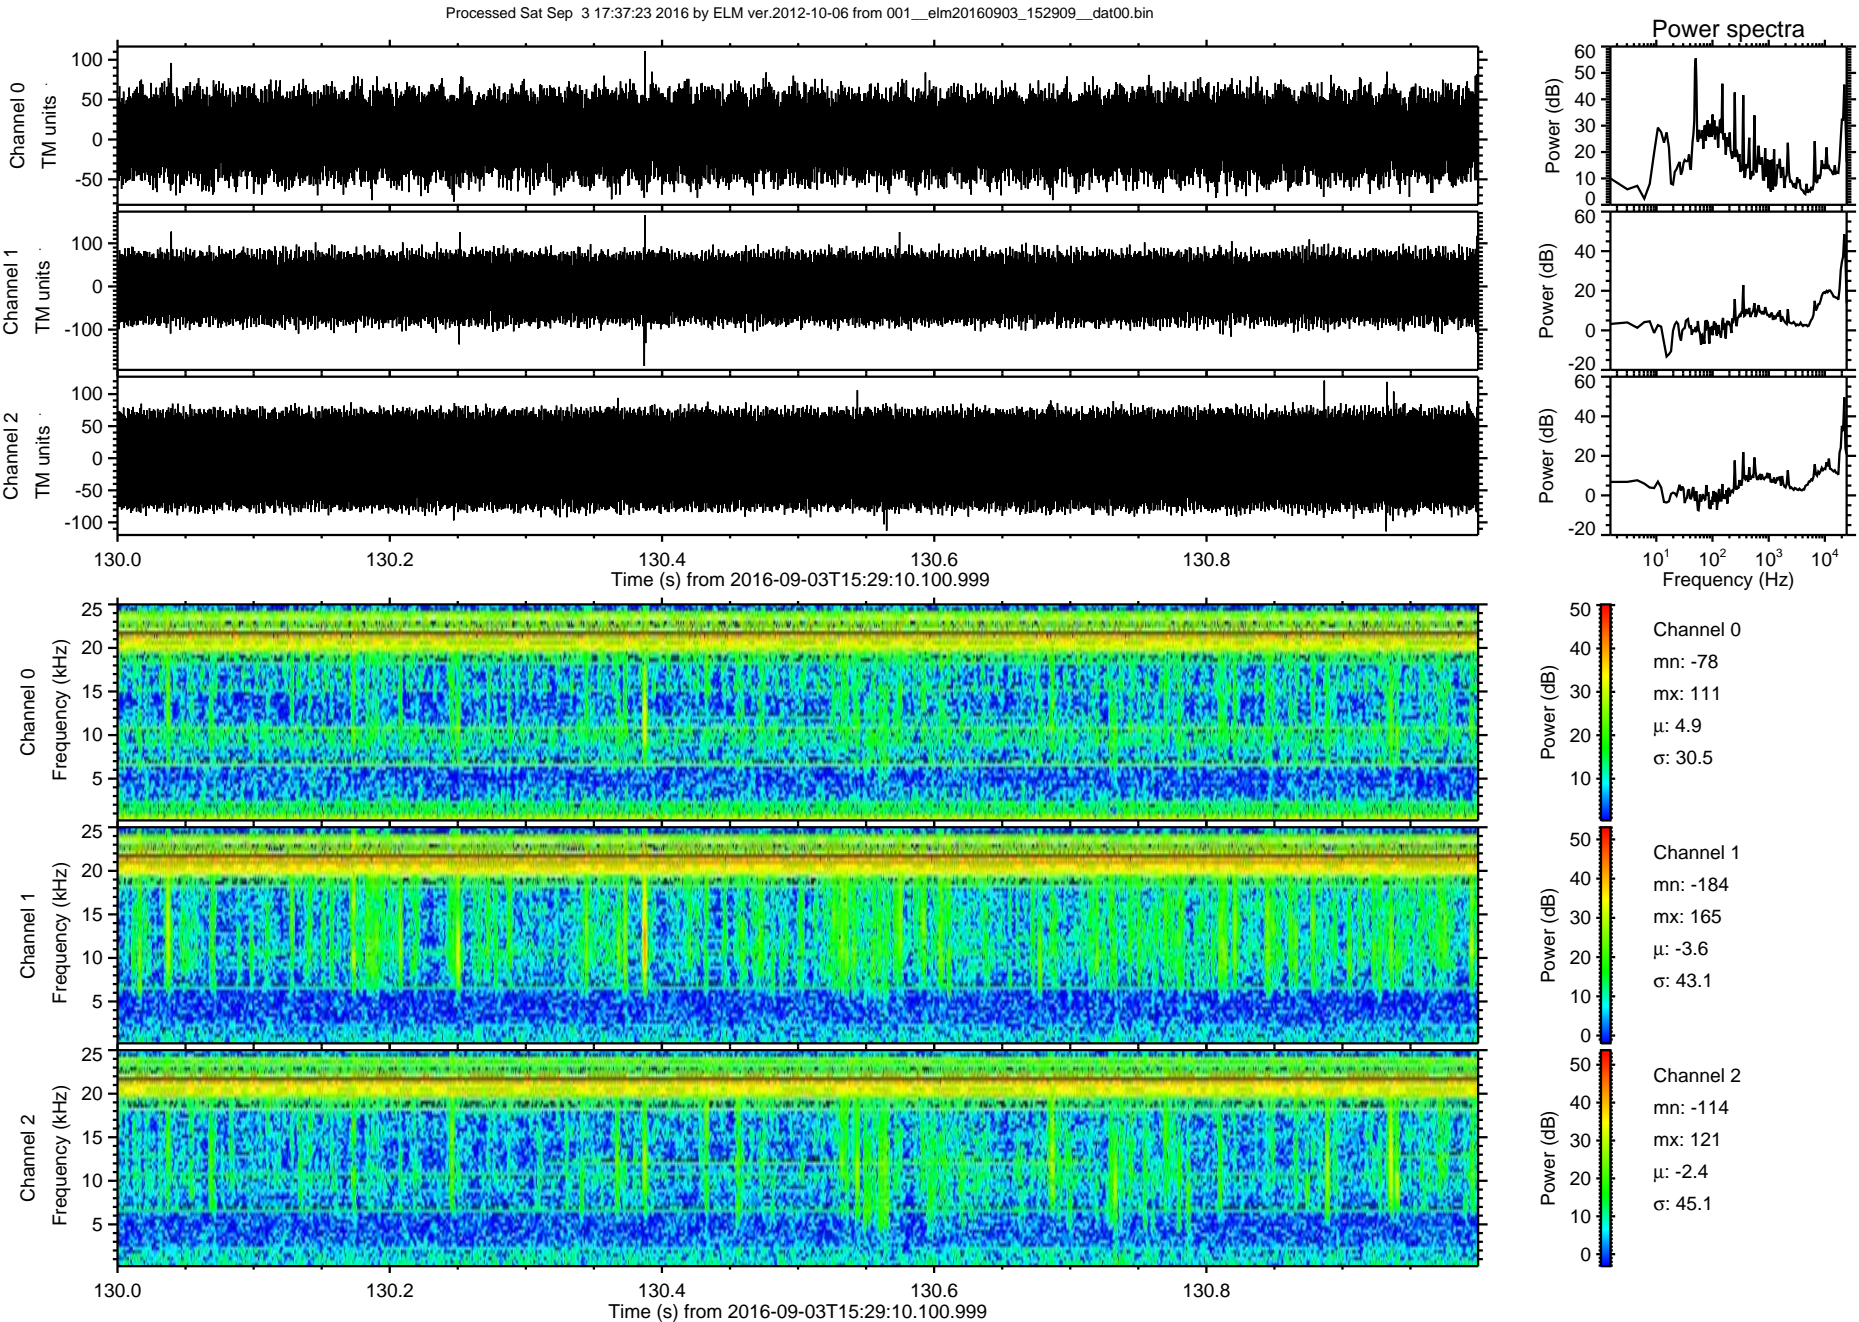 Processed Sat Sep  3 17:37:23 2016 by ELM ver.2012-10-06 from 001__elm20160903_152909__dat00.bin
Power spectra
Channel 0
TM units
100
50
0
-50
Power (dB)
60
50
40
30
20
10
0
Channel 1
TM units
100
0
-100
Power (dB)
60
40
20
0
-20
Channel 2
TM units
100
50
0
-50
-100
Power (dB)
60
40
20
0
-20
130.0 130.2 130.4 130.6 130.8
Time (s) from 2016-09-03T15:29:10.100.999
10¹ 10² 10³ 10⁴
Frequency (Hz)
Channel 0
Frequency (kHz)
25
20
15
10
5
Power (dB)
50
40
30
20
10
Channel 0
mn: -78
mx: 111
μ: 4.9
σ: 30.5
Channel 1
Frequency (kHz)
25
20
15
10
5
Power (dB)
50
40
30
20
10
0
Channel 1
mn: -184
mx: 165
μ: -3.6
σ: 43.1
Channel 2
Frequency (kHz)
25
20
15
10
5
Power (dB)
50
40
30
20
10
0
Channel 2
mn: -114
mx: 121
μ: -2.4
σ: 45.1
130.0 130.2 130.4 130.6 130.8
Time (s) from 2016-09-03T15:29:10.100.999